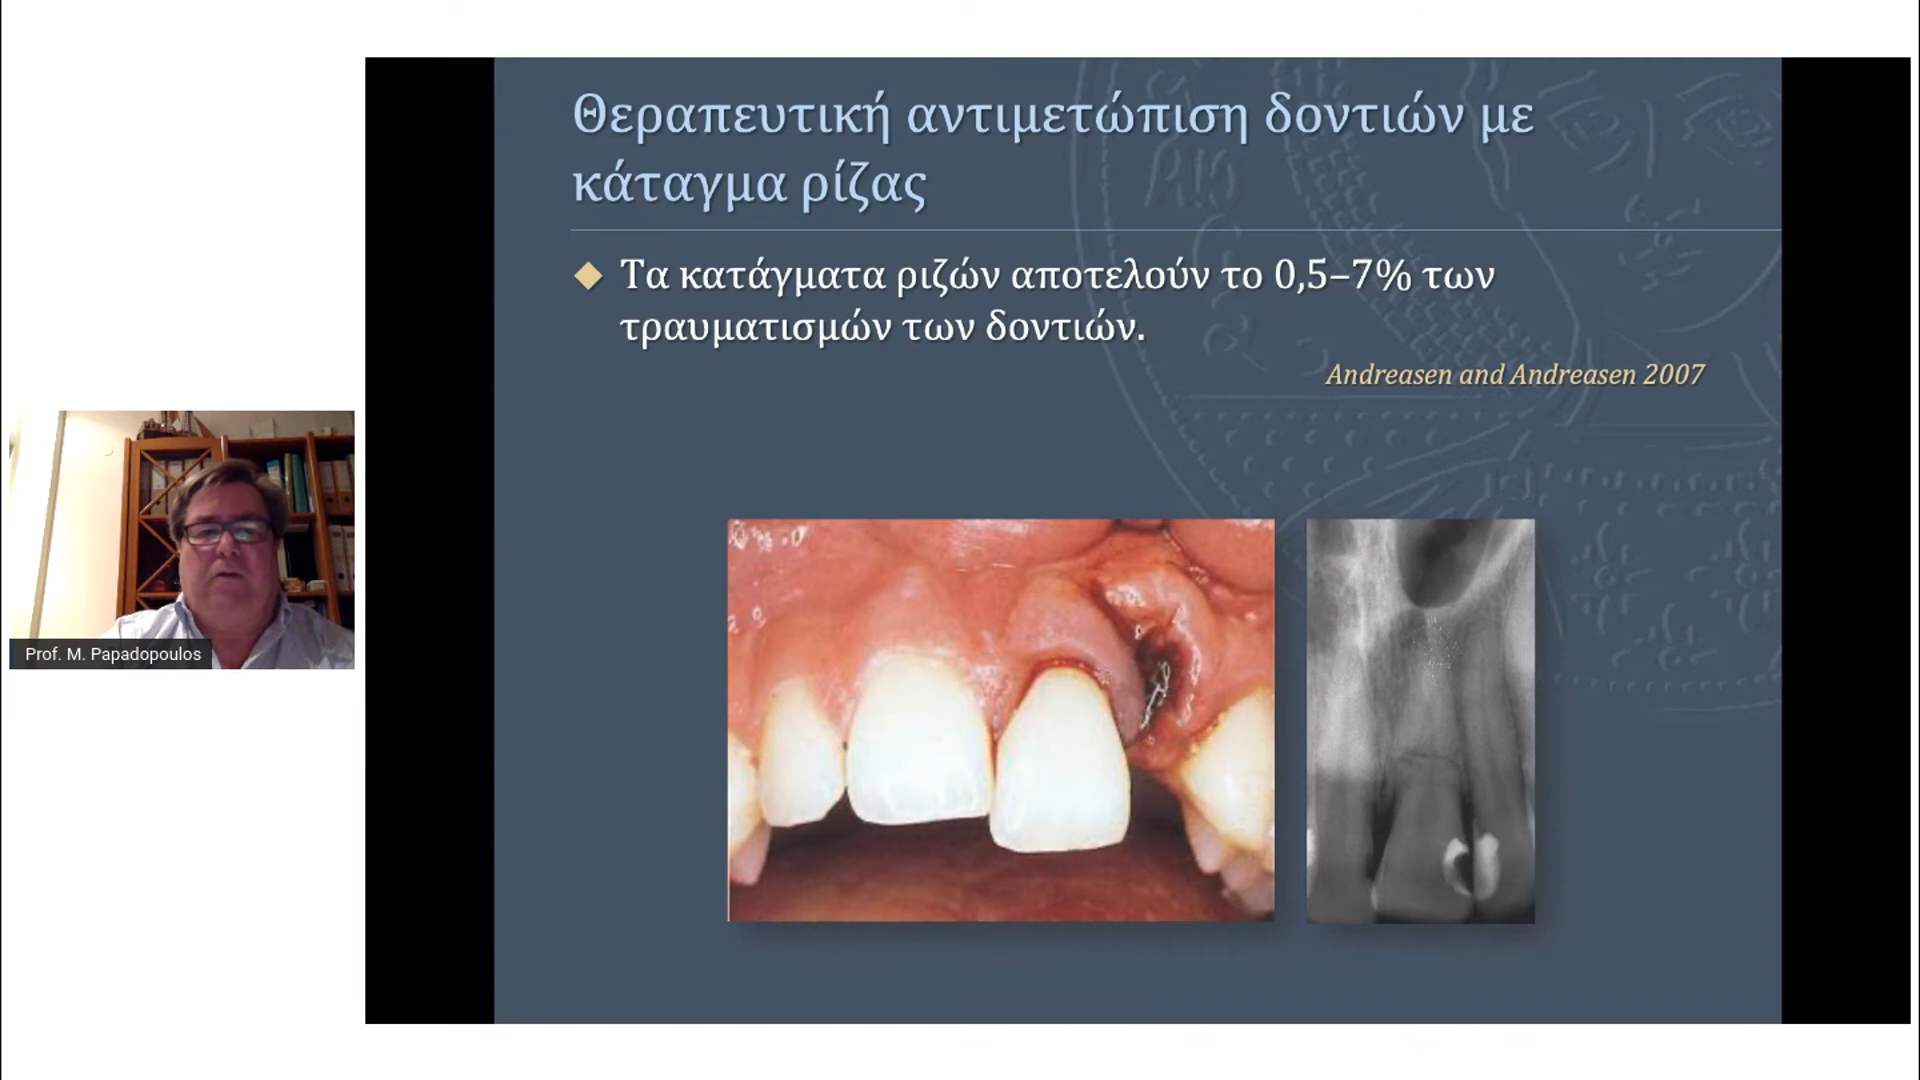 Θεραπευτική αντιμετώπιση δοντιών με
κάταγμα ρίζας
Τα κατάγματα ριζών αποτελούν το 0,5–7% των
τραυματισμών των δοντιών.
Andreasen and Andreasen 2007
Prof. M. Papadopoulos